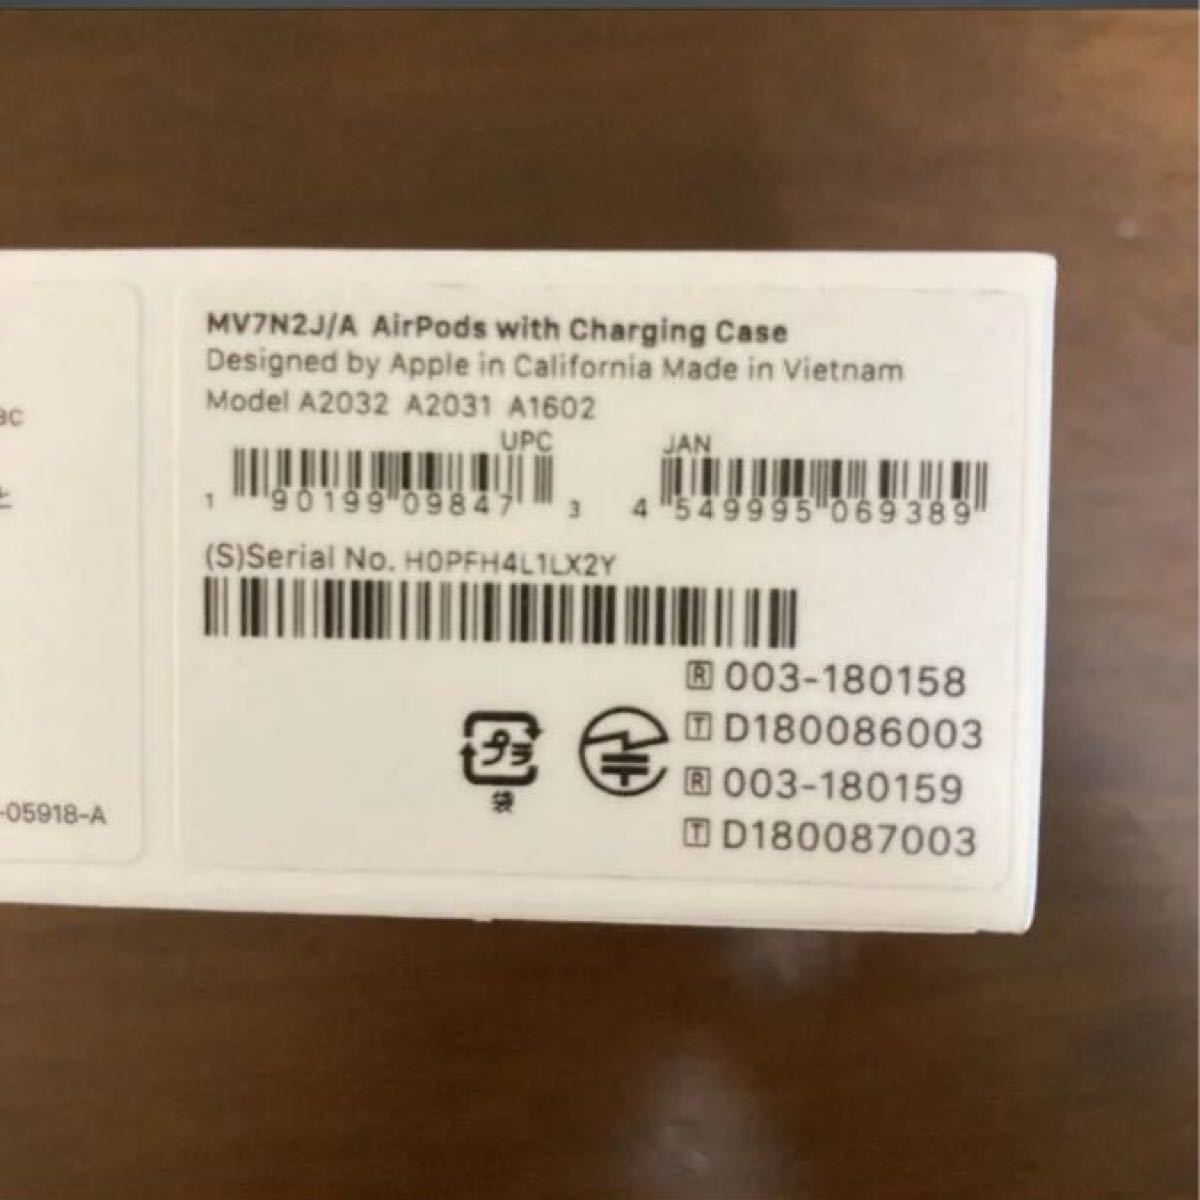 MV7N2J/A AirPods with Charging Case
Designed by Apple in California Made in Vietnam
Model A2032 A2031 A1602
UPC
1 90199 09847 3
JAN
4 549995 069389
(S)Serial No. H0PFH4L1LX2Y
R 003-180158
T D180086003
R 003-180159
T D180087003
プラ
袋
ac
-05918-A